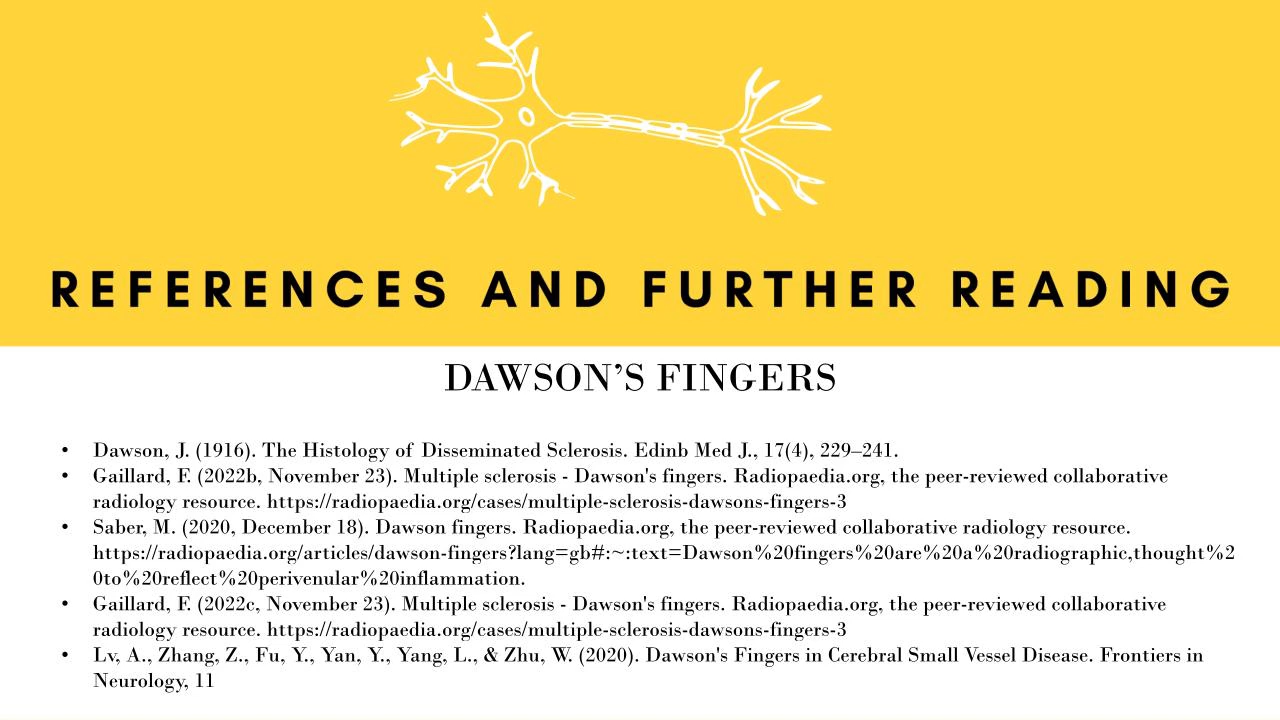 REFERENCES AND FURTHER READING
DAWSON’S FINGERS
• Dawson, J. (1916). The Histology of Disseminated Sclerosis. Edinb Med J., 17(4), 229–241.
• Gaillard, F. (2022b, November 23). Multiple sclerosis - Dawson's fingers. Radiopaedia.org, the peer-reviewed collaborative
radiology resource. https://radiopaedia.org/cases/multiple-sclerosis-dawsons-fingers-3
• Saber, M. (2020, December 18). Dawson fingers. Radiopaedia.org, the peer-reviewed collaborative radiology resource.
https://radiopaedia.org/articles/dawson-fingers?lang=gb#:~:text=Dawson%20fingers%20are%20a%20radiographic,thought%2
0to%20reflect%20perivenular%20inflammation.
• Gaillard, F. (2022c, November 23). Multiple sclerosis - Dawson's fingers. Radiopaedia.org, the peer-reviewed collaborative
radiology resource. https://radiopaedia.org/cases/multiple-sclerosis-dawsons-fingers-3
• Lv, A., Zhang, Z., Fu, Y., Yan, Y., Yang, L., & Zhu, W. (2020). Dawson's Fingers in Cerebral Small Vessel Disease. Frontiers in
Neurology, 11